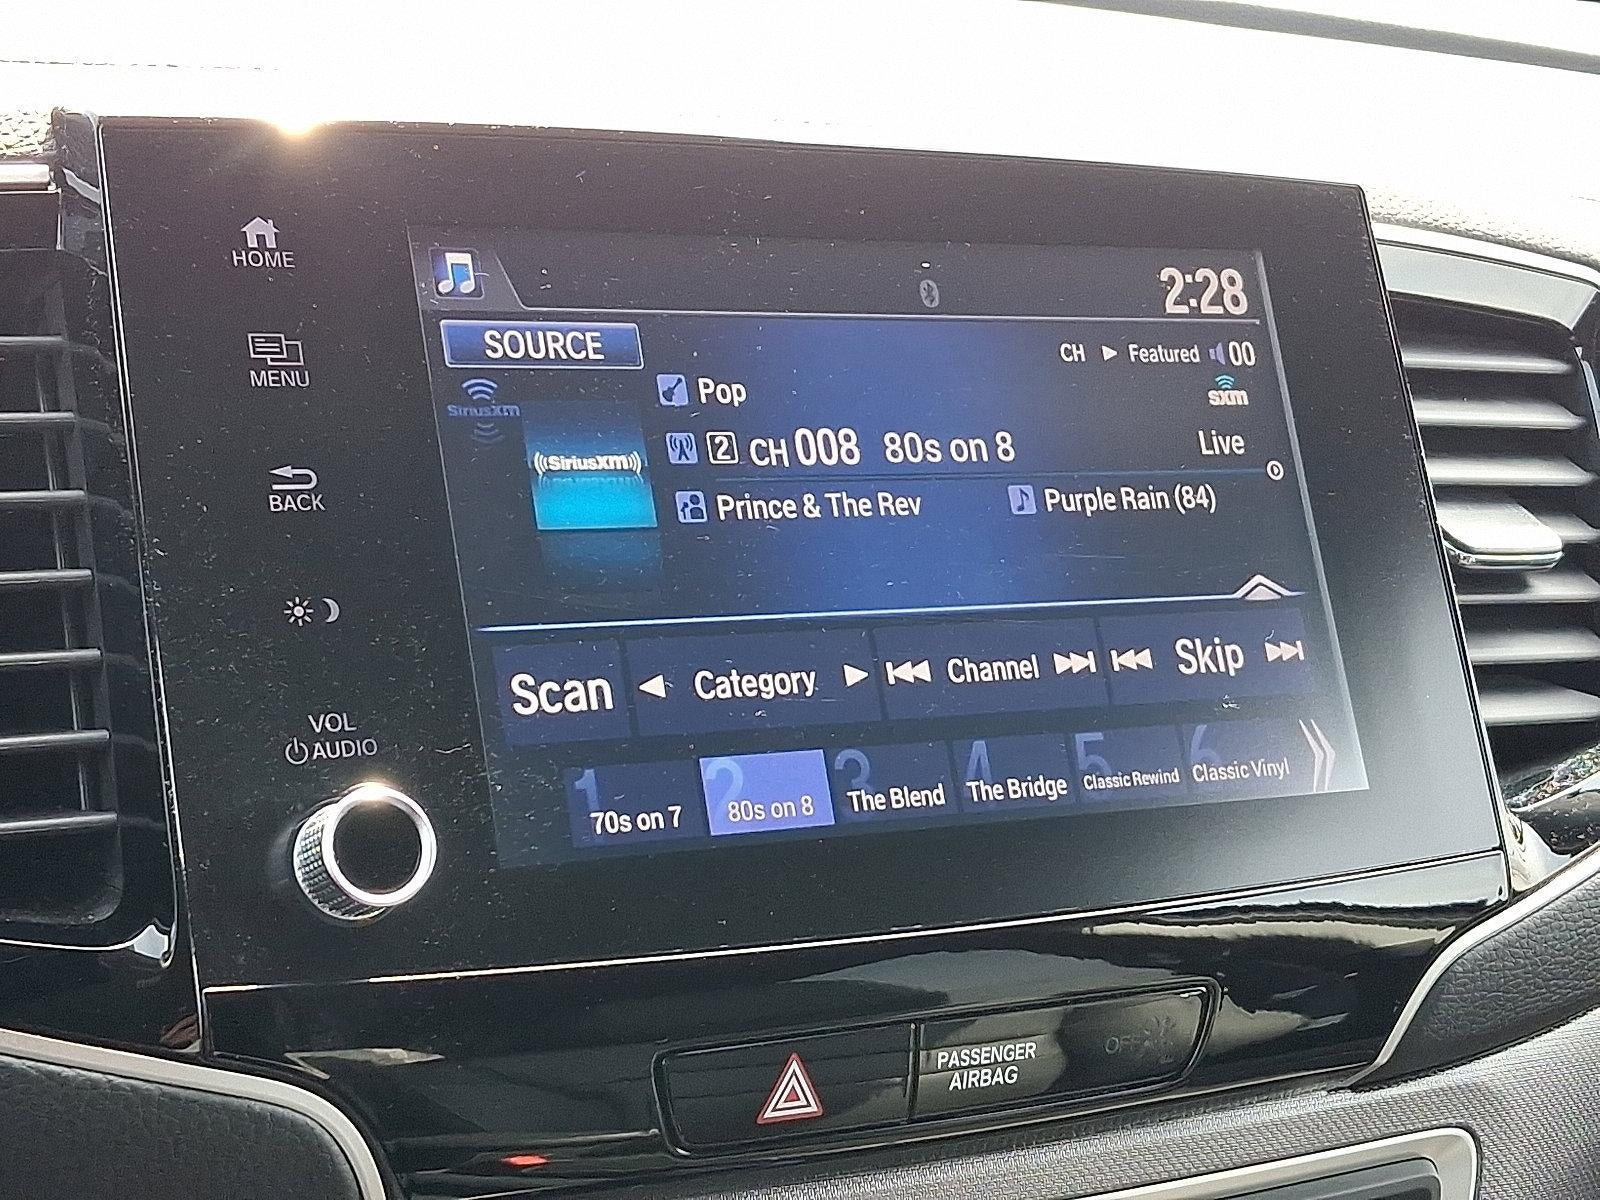 HOME
MENU
BACK
VOL
AUDIO
2:28
SOURCE
CH ▶ Featured 00
SiriusXM
Pop
sxm
2 CH 008 80s on 8
Live
((SiriusXM))
Prince & The Rev
Purple Rain (84)
Scan
Category
Channel
Skip
1 70s on 7
2 80s on 8
3 The Blend
4 The Bridge
5 Classic Rewind
6 Classic Vinyl
PASSENGER
AIRBAG
OFF